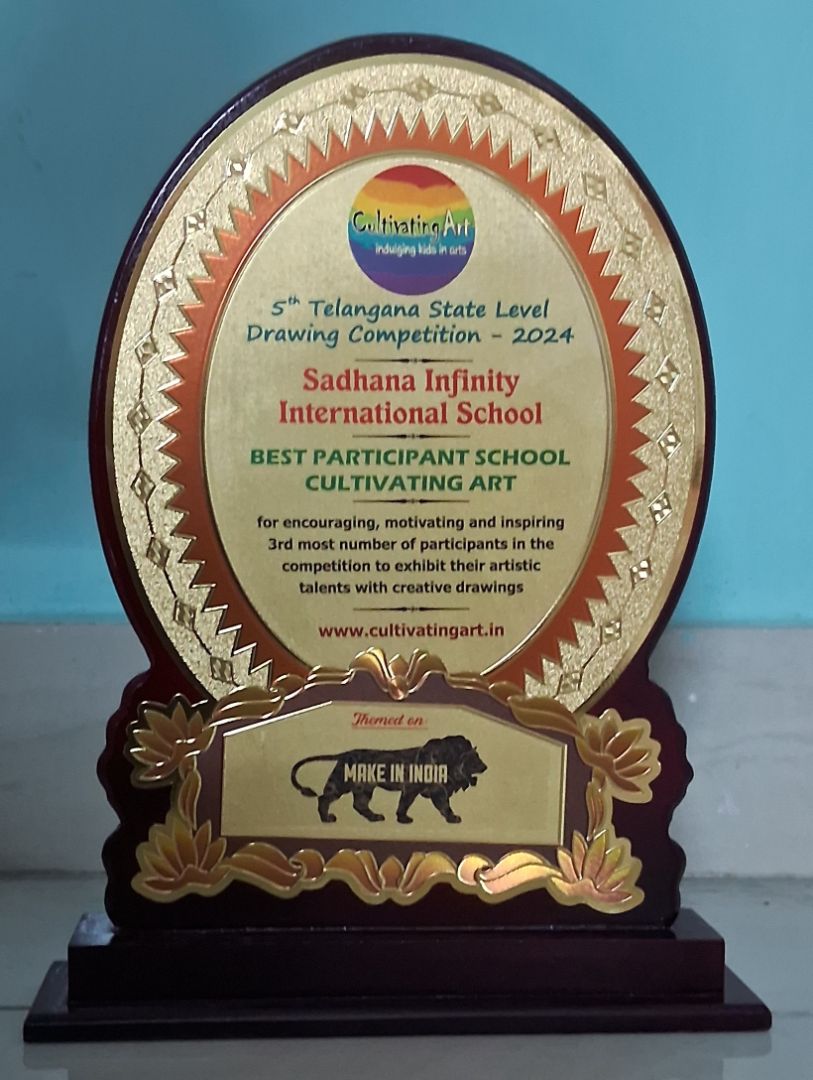 Cultivating Art
indulging kids in arts
5th Telangana State Level
Drawing Competition - 2024
Sadhana Infinity
International School
BEST PARTICIPANT SCHOOL
CULTIVATING ART
for encouraging, motivating and inspiring
3rd most number of participants in the
competition to exhibit their artistic
talents with creative drawings
www.cultivatingart.in
Themed on
MAKE IN INDIA